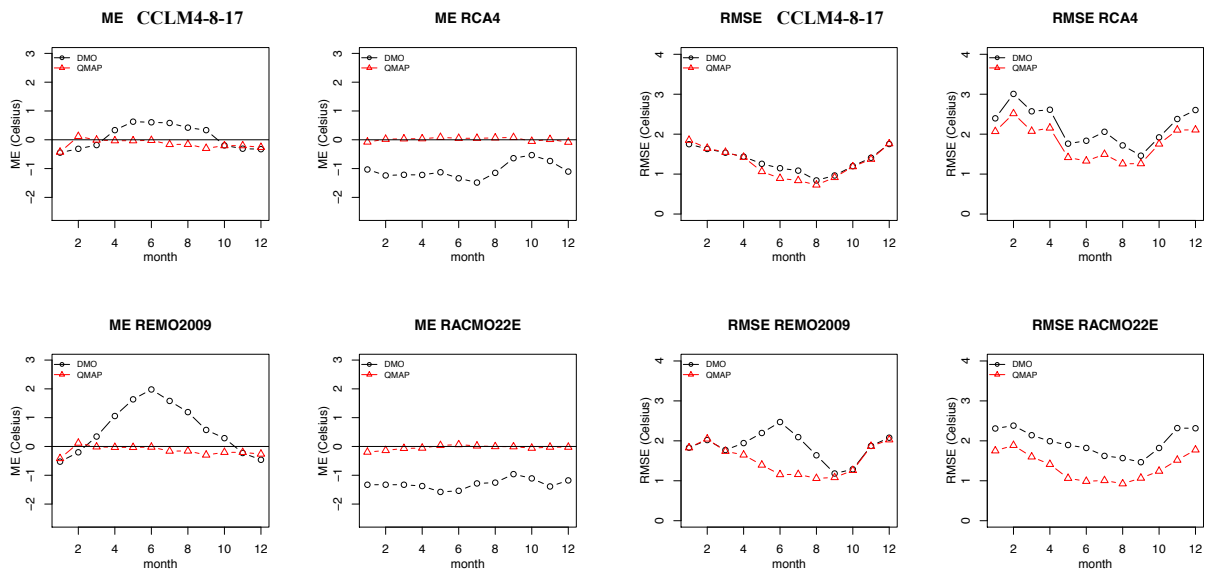 ME CCLM4-8-17
ME (Celsius)
3
2
1
0
−1
−2
DMO
QMAP
2 4 6 8 10 12
month
ME RCA4
ME (Celsius)
3
2
1
0
−1
−2
DMO
QMAP
2 4 6 8 10 12
month
RMSE CCLM4-8-17
RMSE (Celsius)
4
3
2
1
0
DMO
QMAP
2 4 6 8 10 12
month
RMSE RCA4
RMSE (Celsius)
4
3
2
1
0
DMO
QMAP
2 4 6 8 10 12
month
ME REMO2009
ME (Celsius)
3
2
1
0
−1
−2
DMO
QMAP
2 4 6 8 10 12
month
ME RACMO22E
ME (Celsius)
3
2
1
0
−1
−2
DMO
QMAP
2 4 6 8 10 12
month
RMSE REMO2009
RMSE (Celsius)
4
3
2
1
0
DMO
QMAP
2 4 6 8 10 12
month
RMSE RACMO22E
RMSE (Celsius)
4
3
2
1
0
DMO
QMAP
2 4 6 8 10 12
month